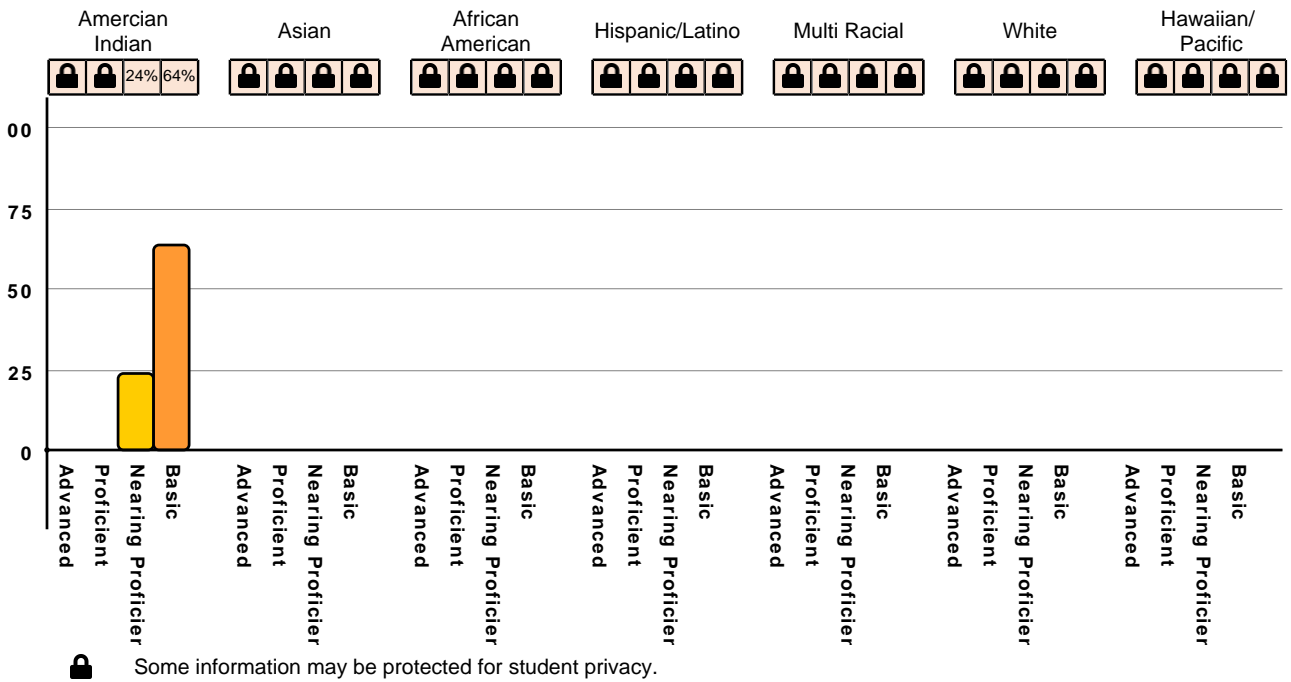 Amercian
Indian
Asian
African
American
Hispanic/Latino
Multi Racial
White
Hawaiian/
Pacific
24% 64%
00
75
50
25
0
Advanced
Proficient
Nearing Proficier
Basic
Advanced
Proficient
Nearing Proficier
Basic
Advanced
Proficient
Nearing Proficier
Basic
Advanced
Proficient
Nearing Proficier
Basic
Advanced
Proficient
Nearing Proficier
Basic
Advanced
Proficient
Nearing Proficier
Basic
Advanced
Proficient
Nearing Proficier
Basic
Some information may be protected for student privacy.